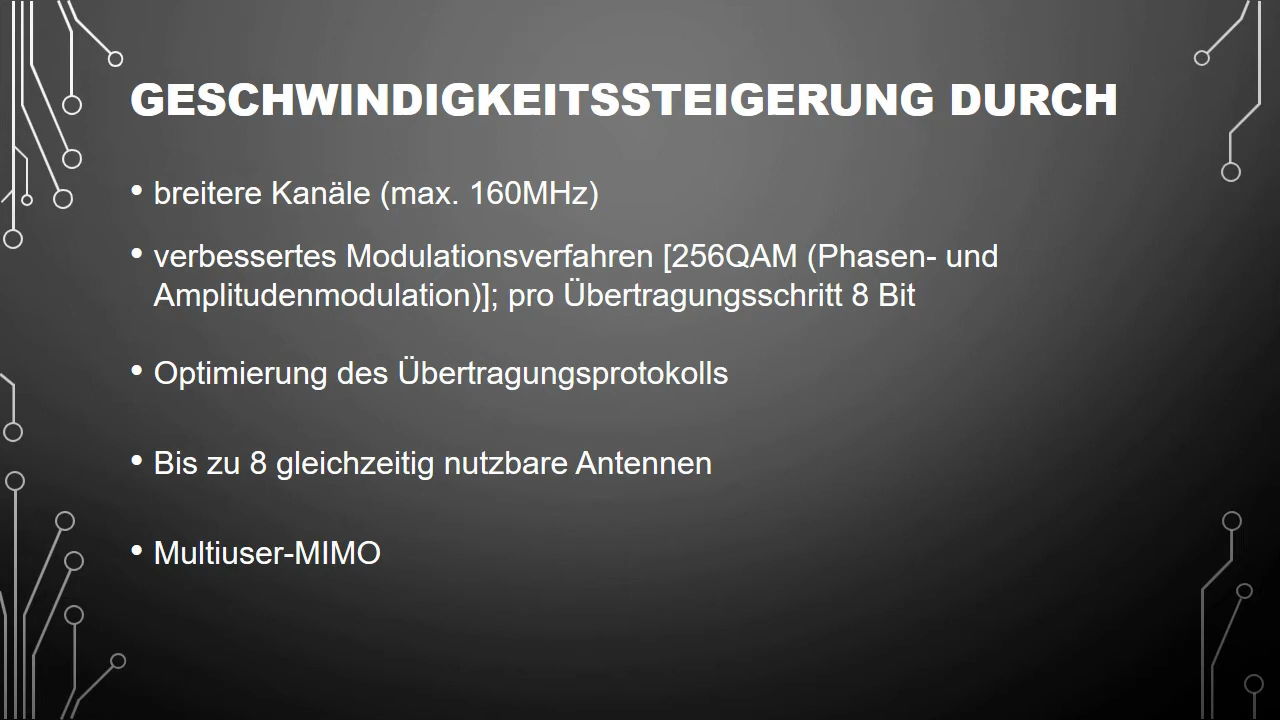 GESCHWINDIGKEITSSTEIGERUNG DURCH
• breitere Kanäle (max. 160MHz)
• verbessertes Modulationsverfahren [256QAM (Phasen- und
Amplitudenmodulation)]; pro Übertragungsschritt 8 Bit
• Optimierung des Übertragungsprotokolls
• Bis zu 8 gleichzeitig nutzbare Antennen
• Multiuser-MIMO